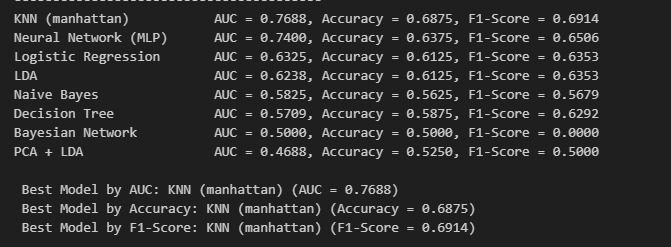 KNN (manhattan) AUC = 0.7688, Accuracy = 0.6875, F1-Score = 0.6914
Neural Network (MLP) AUC = 0.7400, Accuracy = 0.6375, F1-Score = 0.6506
Logistic Regression AUC = 0.6325, Accuracy = 0.6125, F1-Score = 0.6353
LDA AUC = 0.6238, Accuracy = 0.6125, F1-Score = 0.6353
Naive Bayes AUC = 0.5825, Accuracy = 0.5625, F1-Score = 0.5679
Decision Tree AUC = 0.5709, Accuracy = 0.5875, F1-Score = 0.6292
Bayesian Network AUC = 0.5000, Accuracy = 0.5000, F1-Score = 0.0000
PCA + LDA AUC = 0.4688, Accuracy = 0.5250, F1-Score = 0.5000
Best Model by AUC: KNN (manhattan) (AUC = 0.7688)
Best Model by Accuracy: KNN (manhattan) (Accuracy = 0.6875)
Best Model by F1-Score: KNN (manhattan) (F1-Score = 0.6914)